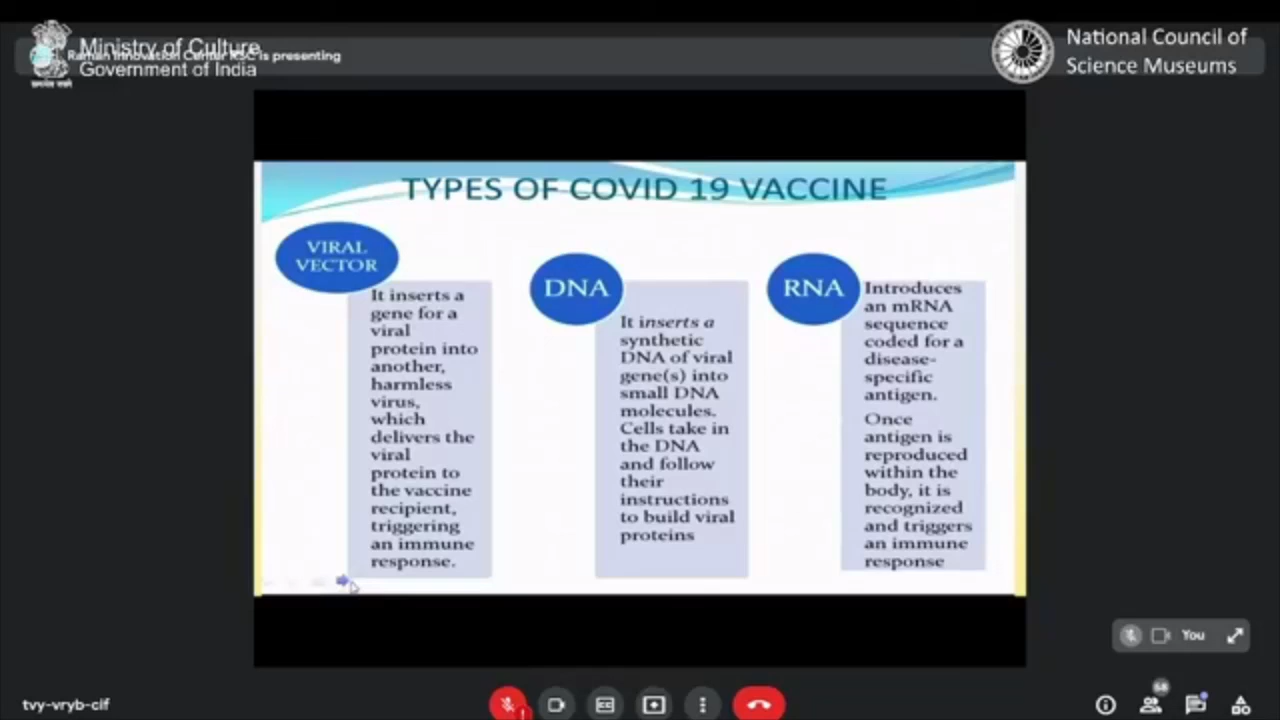 Ministry of Culture
Government of India
Raman Innovation Center RSC is presenting
National Council of
Science Museums
TYPES OF COVID 19 VACCINE
VIRAL
VECTOR
It inserts a
gene for a
viral
protein into
another,
harmless
virus,
which
delivers the
viral
protein to
the vaccine
recipient,
triggering
an immune
response.
DNA
It inserts a
synthetic
DNA of viral
gene(s) into
small DNA
molecules.
Cells take in
the DNA
and follow
their
instructions
to build viral
proteins
RNA
Introduces
an mRNA
sequence
coded for a
disease-
specific
antigen.
Once
antigen is
reproduced
within the
body, it is
recognized
and triggers
an immune
response
You
tvy-vryb-cif